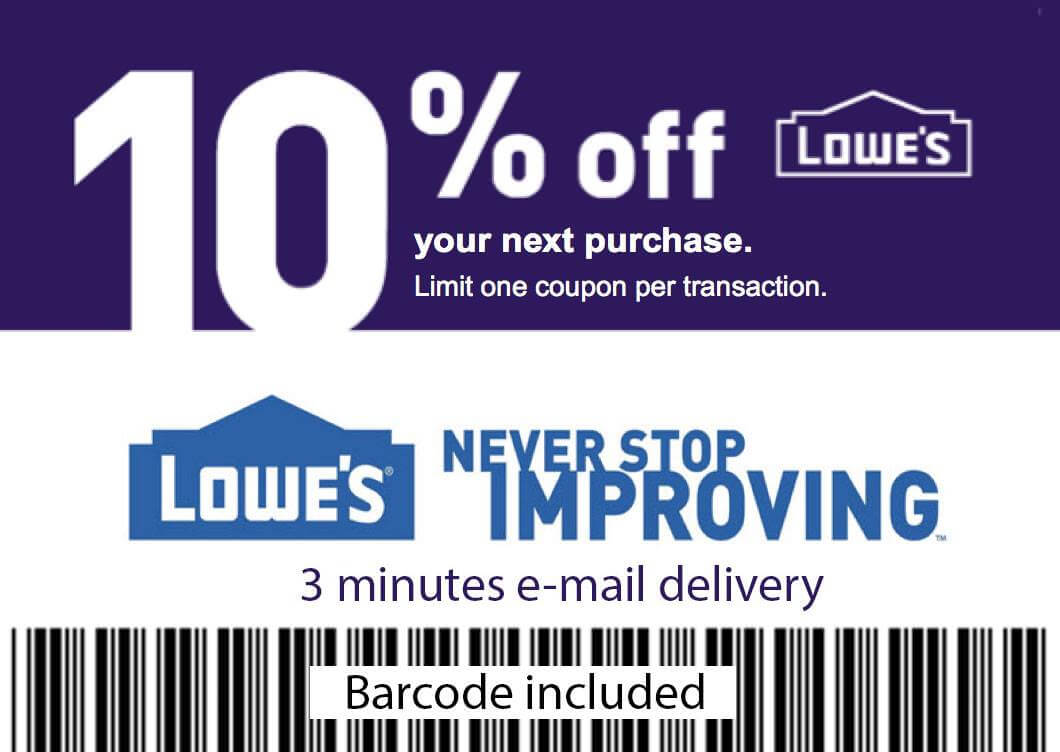 10% off
LOWE'S
your next purchase.
Limit one coupon per transaction.
LOWE'S®
NEVER STOP
IMPROVING™
3 minutes e-mail delivery
Barcode included